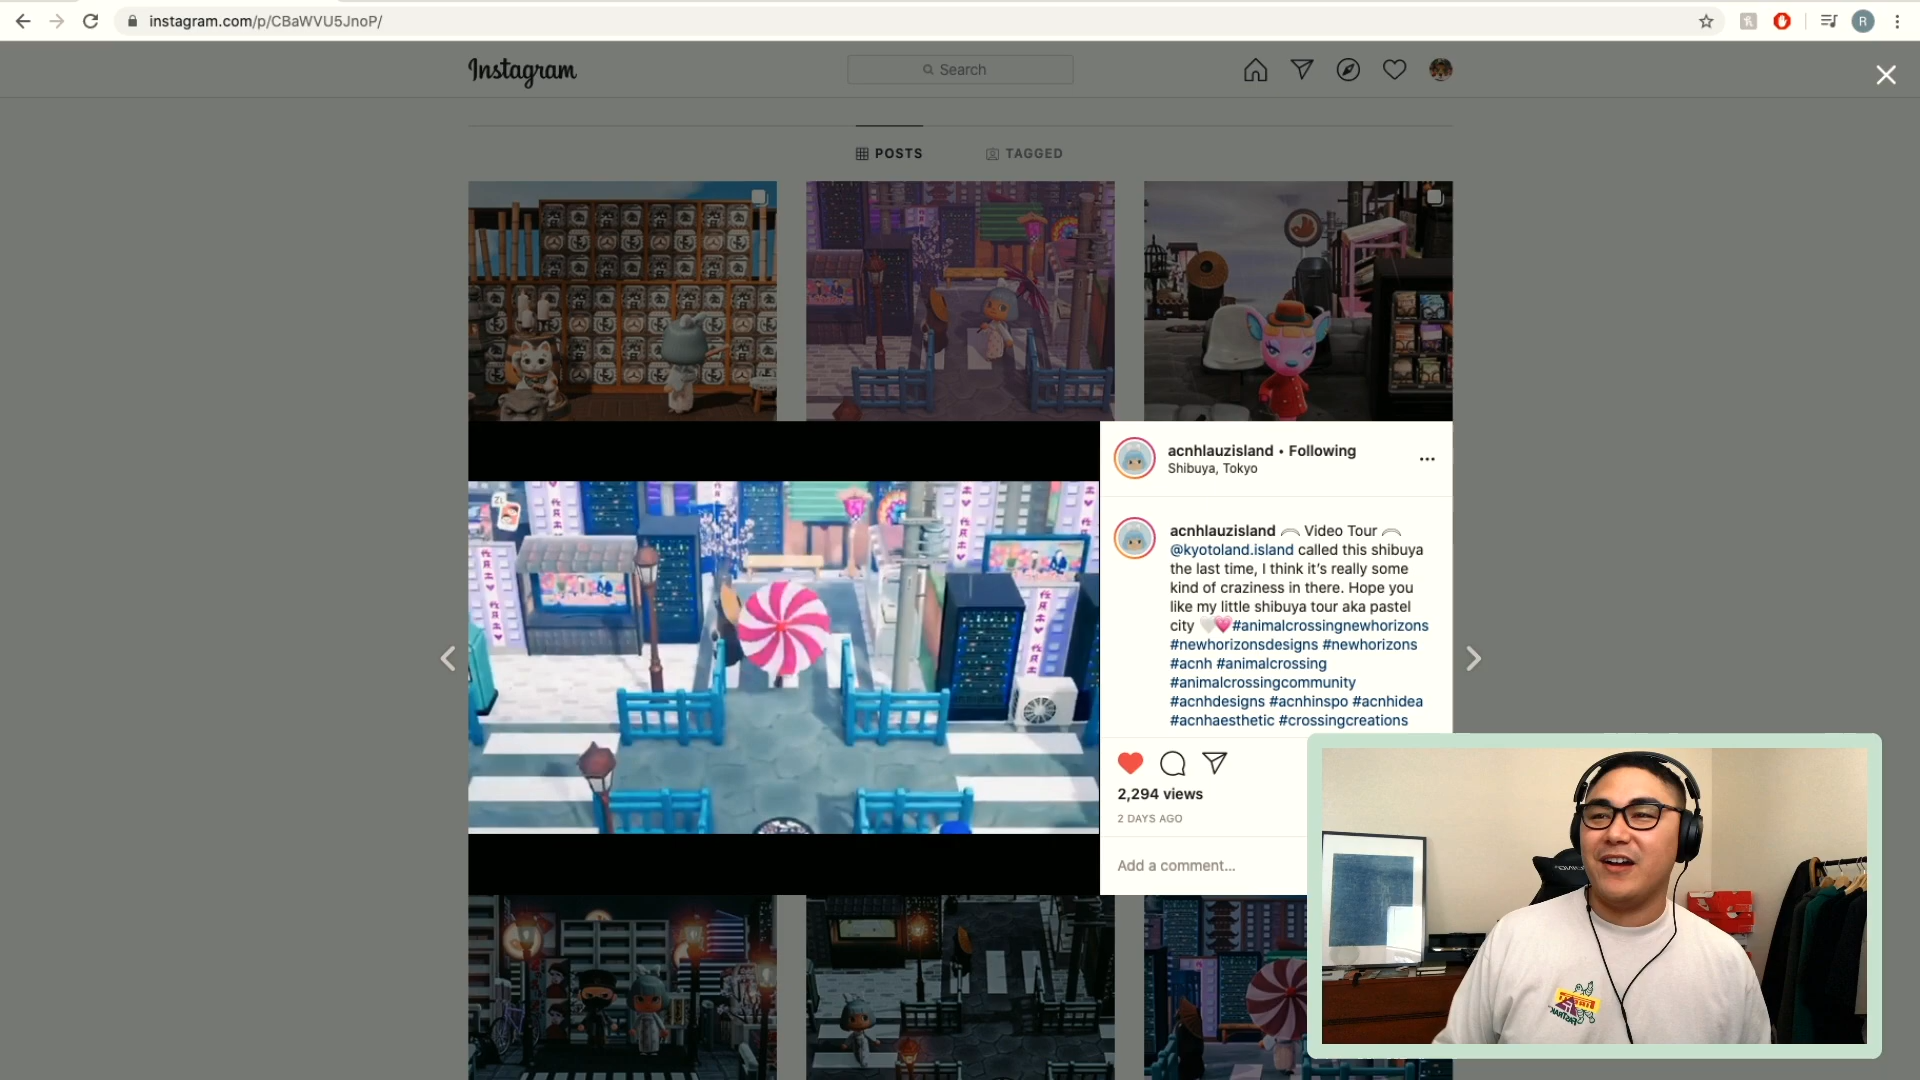 instagram.com/p/CBaWVU5JnoP/
R
Instagram
Search
POSTS
TAGGED
acnhlauzisland • Following
Shibuya, Tokyo
acnhlauzisland Video Tour
@kyotoland.island called this shibuya
the last time, I think it's really some
kind of craziness in there. Hope you
like my little shibuya tour aka pastel
city 🤍💗#animalcrossingnewhorizons
#newhorizonsdesigns #newhorizons
#acnh #animalcrossing
#animalcrossingcommunity
#acnhdesigns #acnhinspo #acnhidea
#acnhaesthetic #crossingcreations
2,294 views
2 DAYS AGO
Add a comment...
ZL